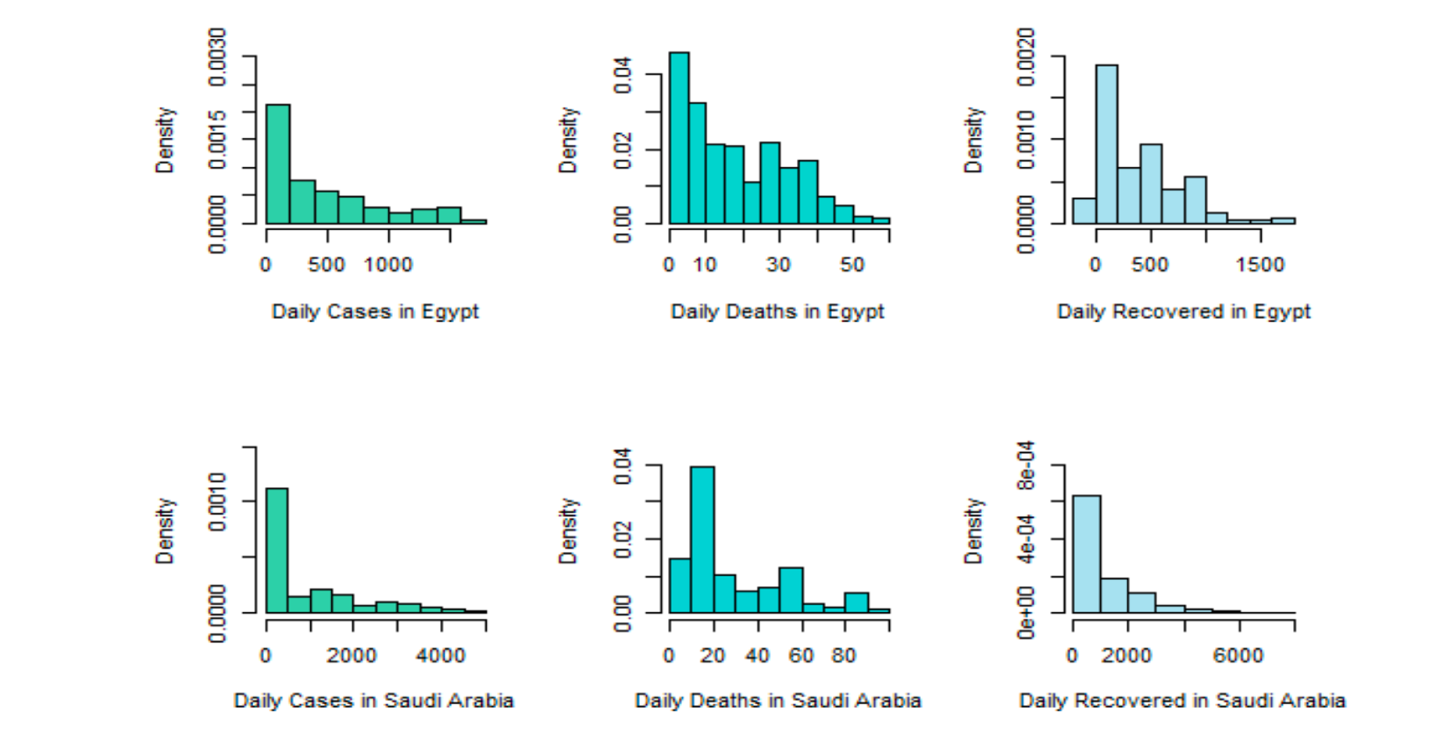 Density
0.0000 0.0015 0.0030
0 500 1000
Daily Cases in Egypt
Density
0.00 0.02 0.04
0 10 30 50
Daily Deaths in Egypt
Density
0.0000 0.0010 0.0020
0 500 1500
Daily Recovered in Egypt
Density
0.0000 0.0010
0 2000 4000
Daily Cases in Saudi Arabia
Density
0.00 0.02 0.04
0 20 40 60 80
Daily Deaths in Saudi Arabia
Density
0e+00 4e-04 8e-04
0 2000 6000
Daily Recovered in Saudi Arabia